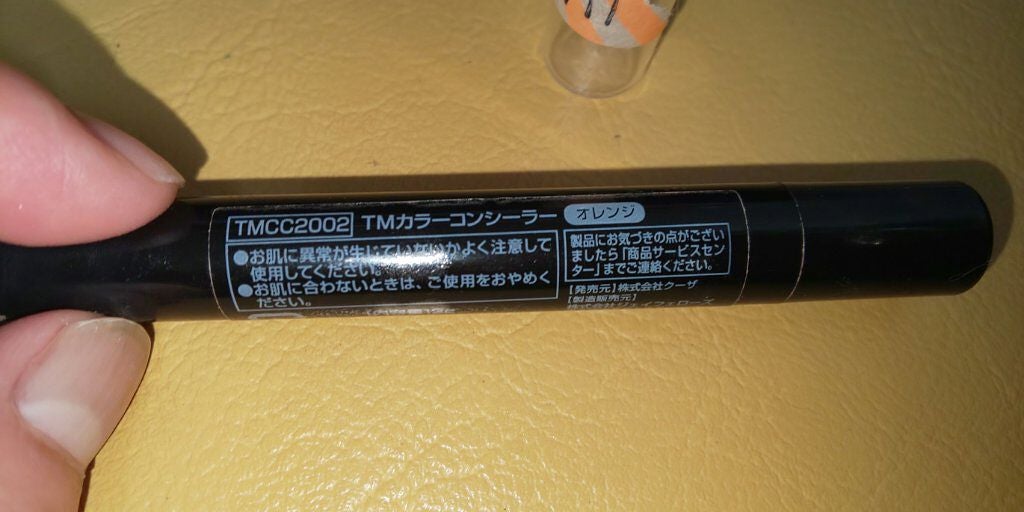 TMCC2002 TMカラーコンシーラー オレンジ
●お肌に異常が生じていないかよく注意して
使用してください。
●お肌に合わないときは、ご使用をおやめく
ださい。
製品にお気づきの点がござい
ましたら「商品サービスセン
ター」までご連絡ください。
[発売元]株式会社クーザ
[製造販売元]